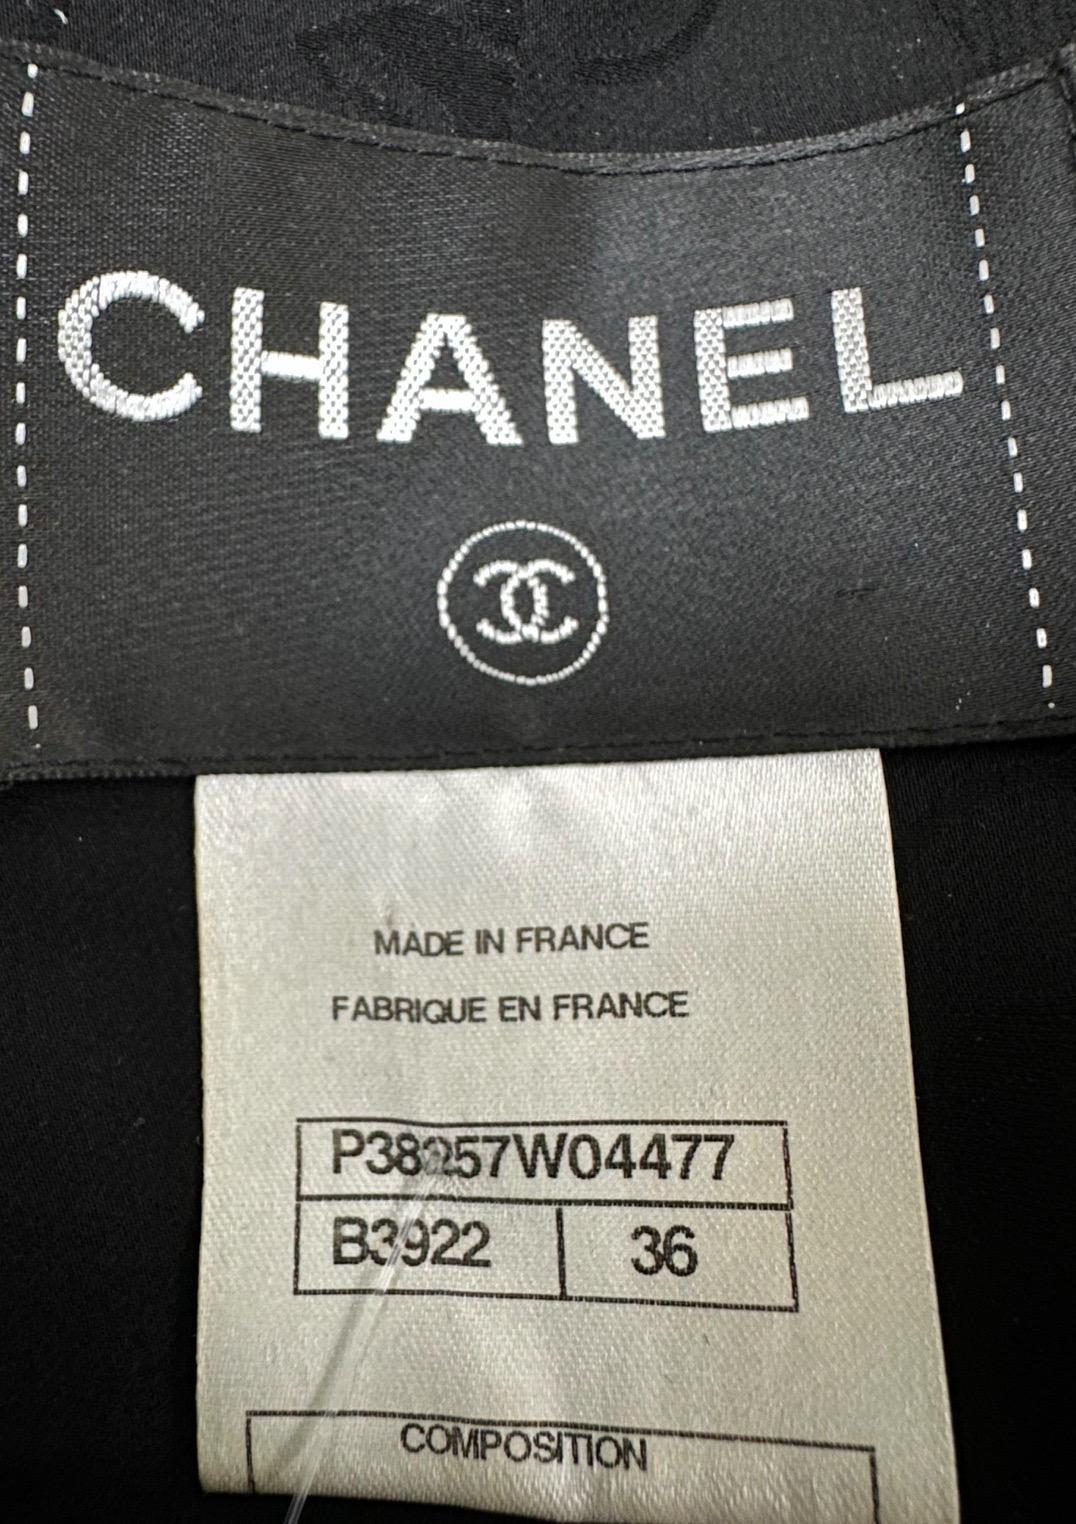 CHANEL
MADE IN FRANCE
FABRIQUE EN FRANCE
P38257W04477
B3922 36
COMPOSITION